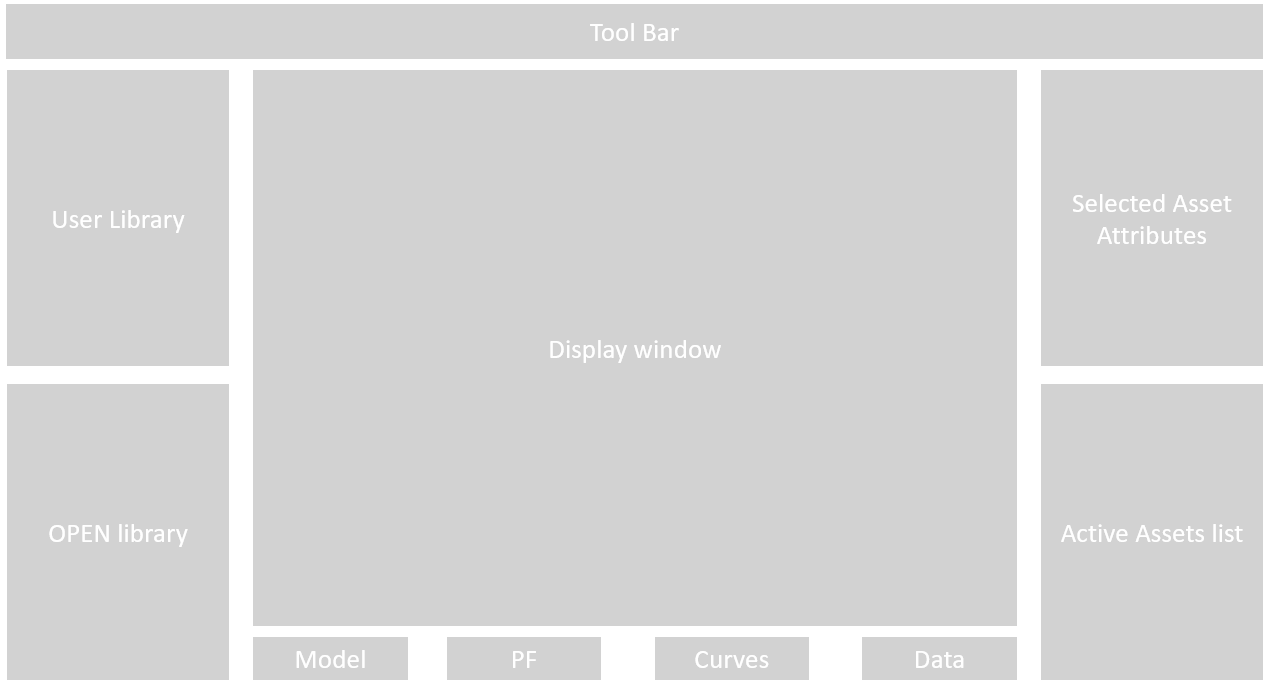 Tool Bar
User Library
Display window
Selected Asset
Attributes
OPEN library
Active Assets list
Model
PF
Curves
Data